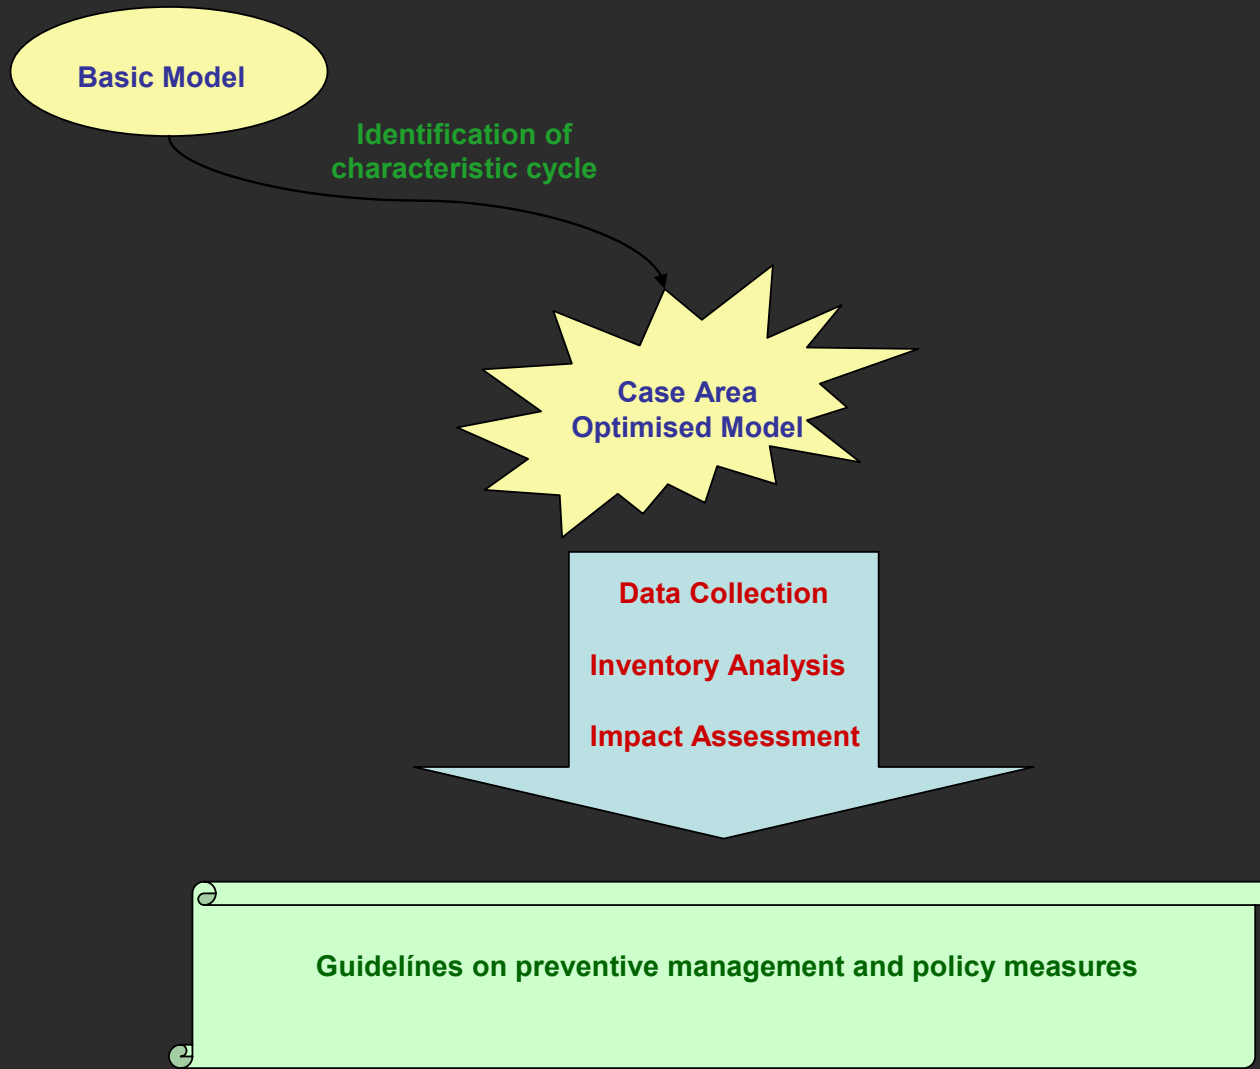 Basic Model
Identification of
characteristic cycle
Case Area
Optimised Model
Data Collection
Inventory Analysis
Impact Assessment
Guidelínes on preventive management and policy measures